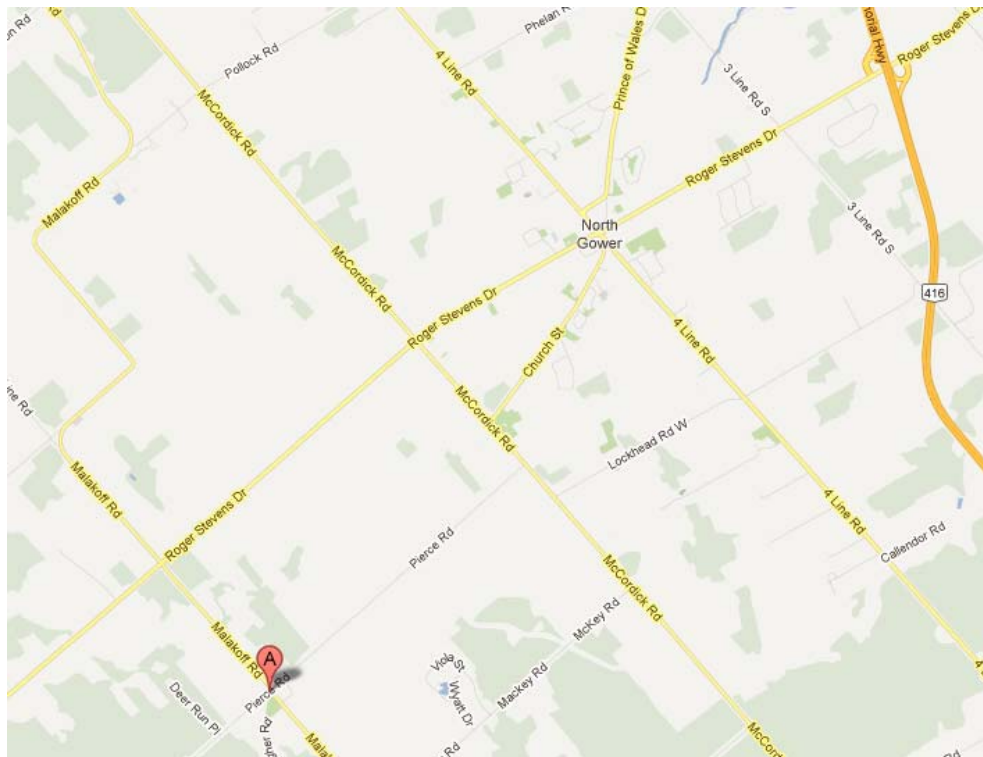 Phelan R
Prince of Wales D
Roger Stevens
4 Line Rd
Pollock Rd
3 Line Rd S
McCordick Rd
Roger Stevens Dr
Malakoff Rd
3 Line Rd S
North
Gower
McCordick Rd
416
Roger Stevens Dr
4 Line Rd
Church St
McCordick Rd
Lockhead Rd W
Malakoff Rd
Roger Stevens Dr
4 Line Rd
Pierce Rd
Callendor Rd
McCordick Rd
McKey Rd
Malakoff Rd
A
Viola St
Mackey Rd
Wyatt Dr
Pierce Rd
Deer Run Pl
McCord
Rd